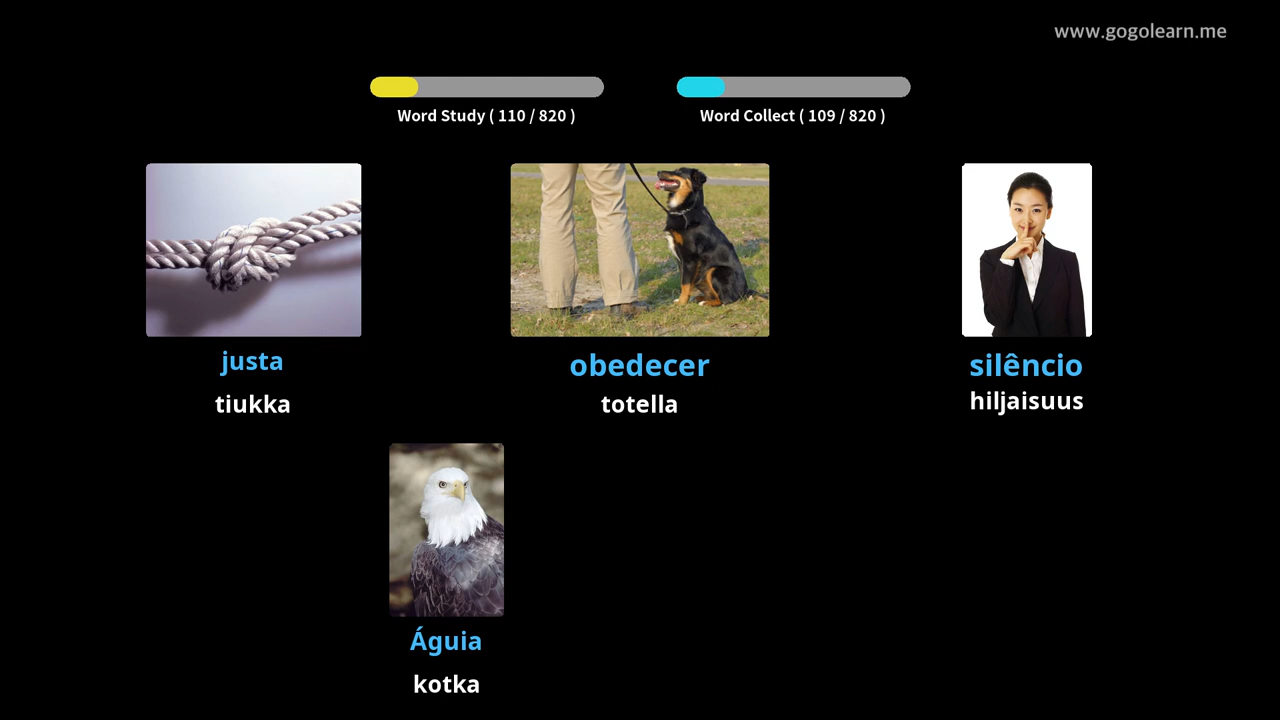 www.gogolearn.me
Word Study ( 110 / 820 )
Word Collect ( 109 / 820 )
justa
tiukka
obedecer
totella
silêncio
hiljaisuus
Águia
kotka